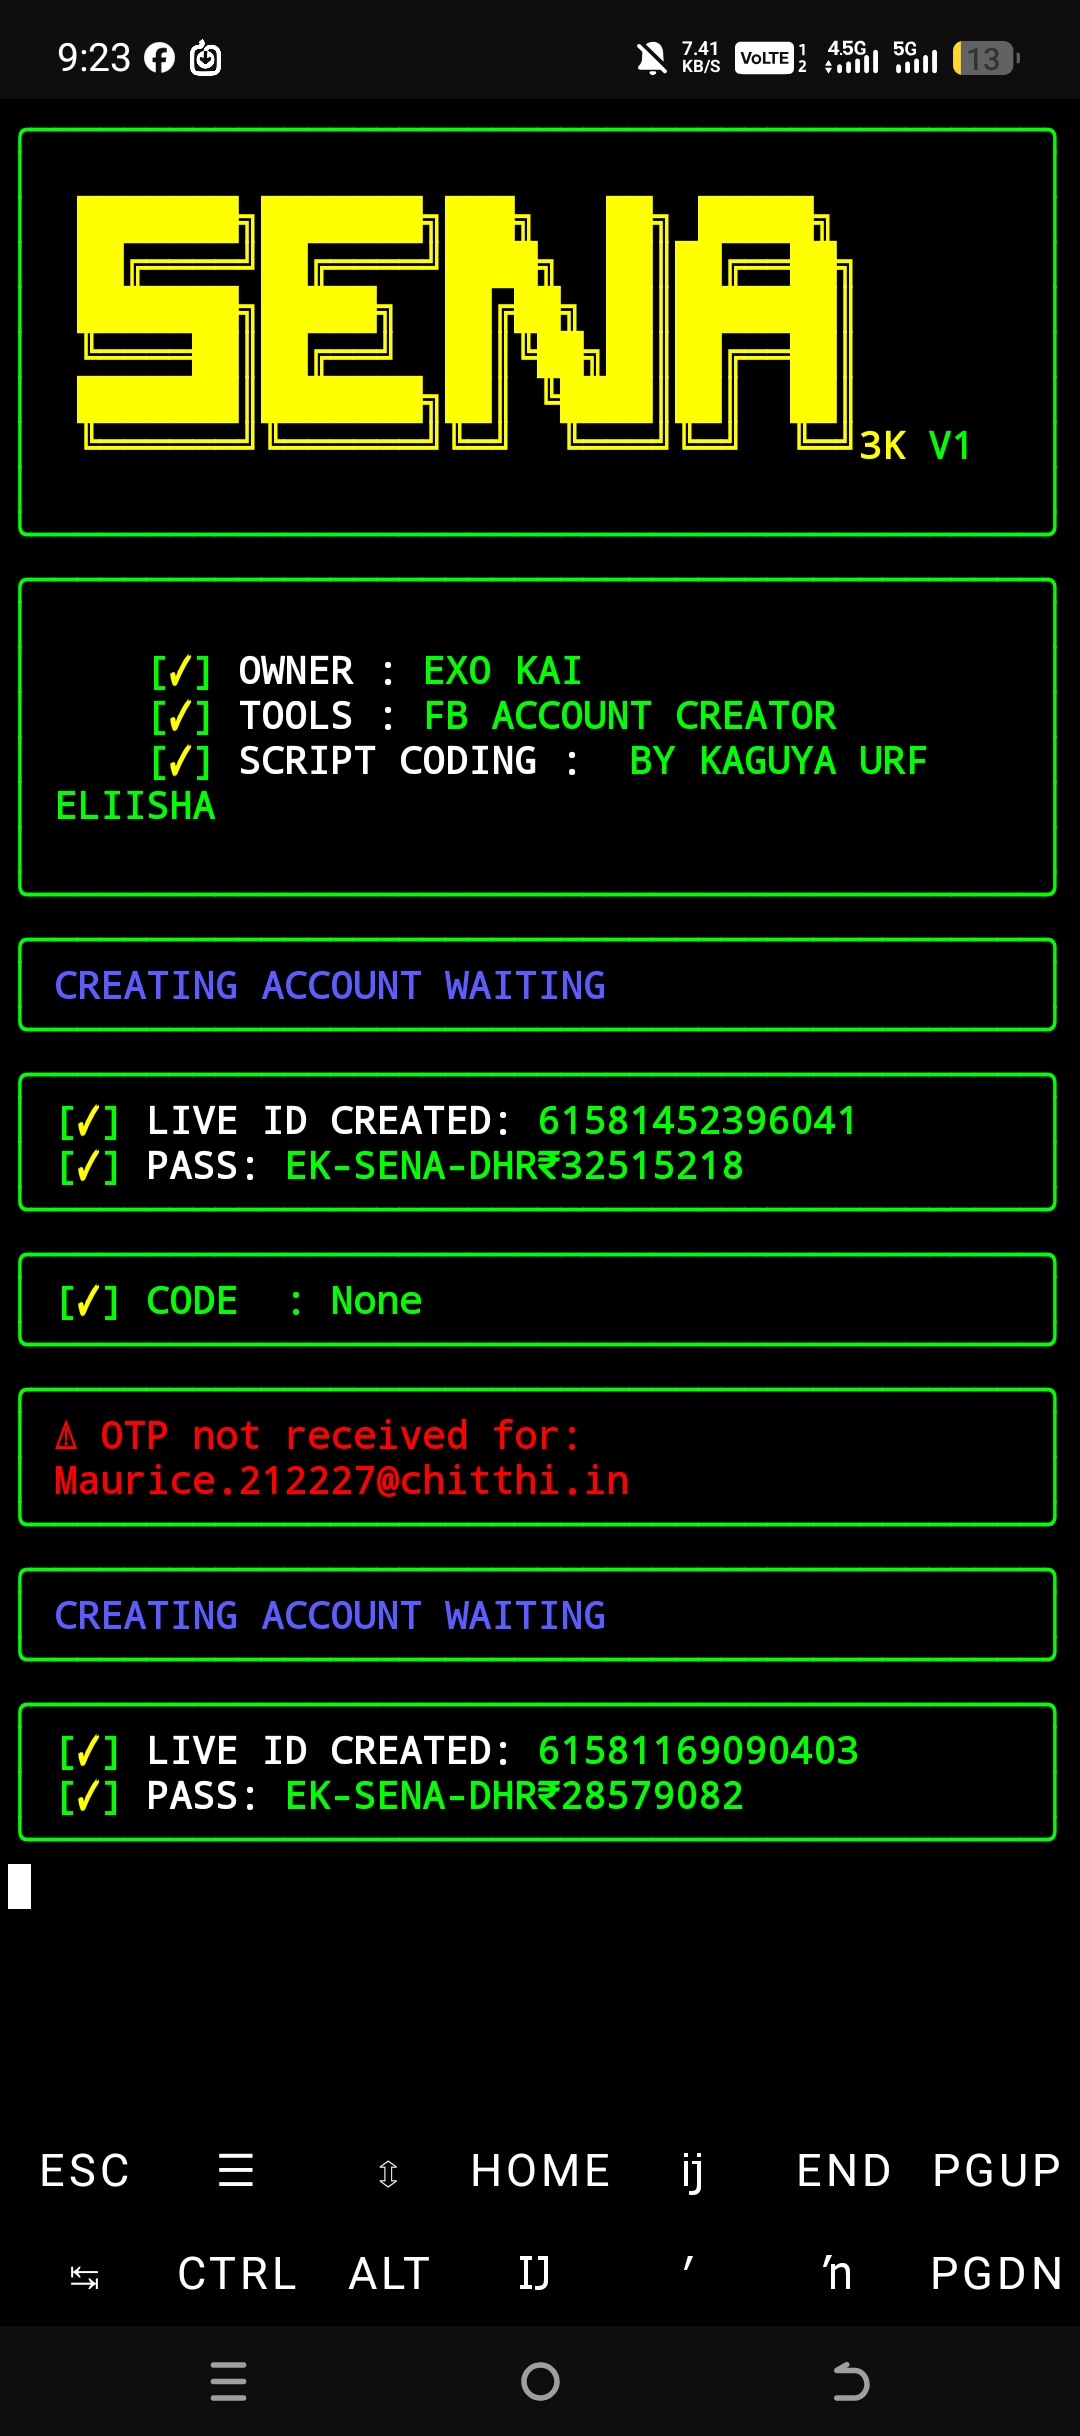 9:23
7.41
KB/S
VoLTE
1
2
4.5G
5G
13
SENA
3K V1
[✓] OWNER : EXO KAI
[✓] TOOLS : FB ACCOUNT CREATOR
[✓] SCRIPT CODING :  BY KAGUYA URF
ELIISHA
CREATING ACCOUNT WAITING
[✓] LIVE ID CREATED: 61581452396041
[✓] PASS: EK-SENA-DHR₹32515218
[✓] CODE  : None
⚠ OTP not received for:
Maurice.212227@chitthi.in
CREATING ACCOUNT WAITING
[✓] LIVE ID CREATED: 61581169090403
[✓] PASS: EK-SENA-DHR₹28579082
ESC ☰ ⇳ HOME ĳ END PGUP
↹ CTRL ALT Ĳ ʹ ŉ PGDN